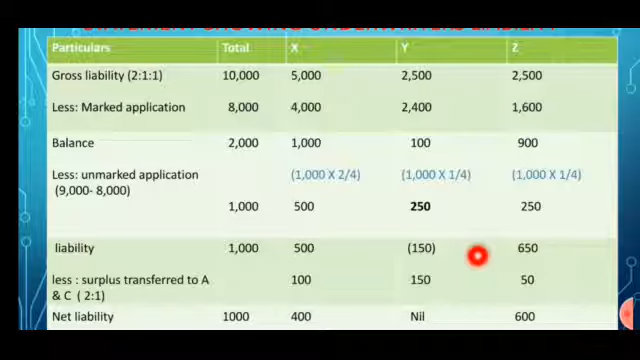 STATEMENT SHOWING UNDERWRITERS LIABILITY
Particulars Total X Y Z
Gross liability (2:1:1) 10,000 5,000 2,500 2,500
Less: Marked application 8,000 4,000 2,400 1,600
Balance 2,000 1,000 100 900
Less: unmarked application (1,000 X 2/4) (1,000 X 1/4) (1,000 X 1/4)
(9,000- 8,000)
1,000 500 250 250
liability 1,000 500 (150) 650
less : surplus transferred to A 100 150 50
& C ( 2:1)
Net liability 1000 400 Nil 600